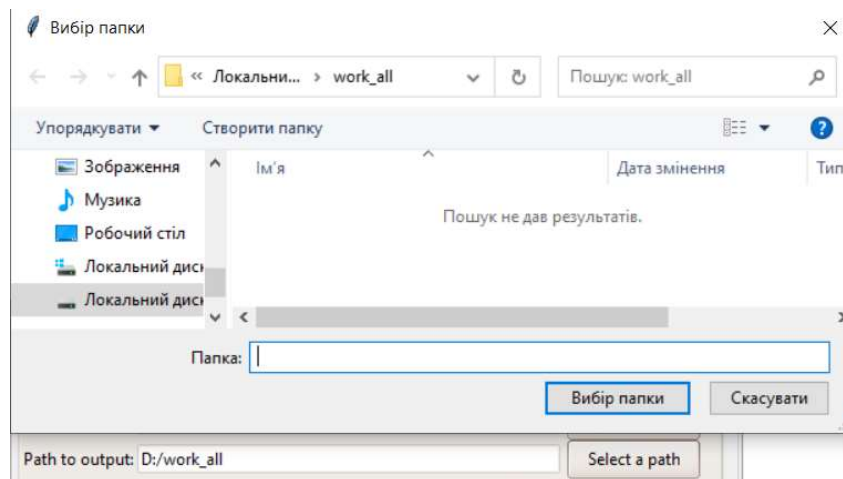 Вибір папки
« Локальни... › work_all
Пошук: work_all
Упорядкувати
Створити папку
Зображення
Музика
Робочий стіл
Локальний дис
Локальний дис
Ім'я
Дата змінення
Тип
Пошук не дав результатів.
Папка:
Вибір папки
Скасувати
Path to output: D:/work_all
Select a path